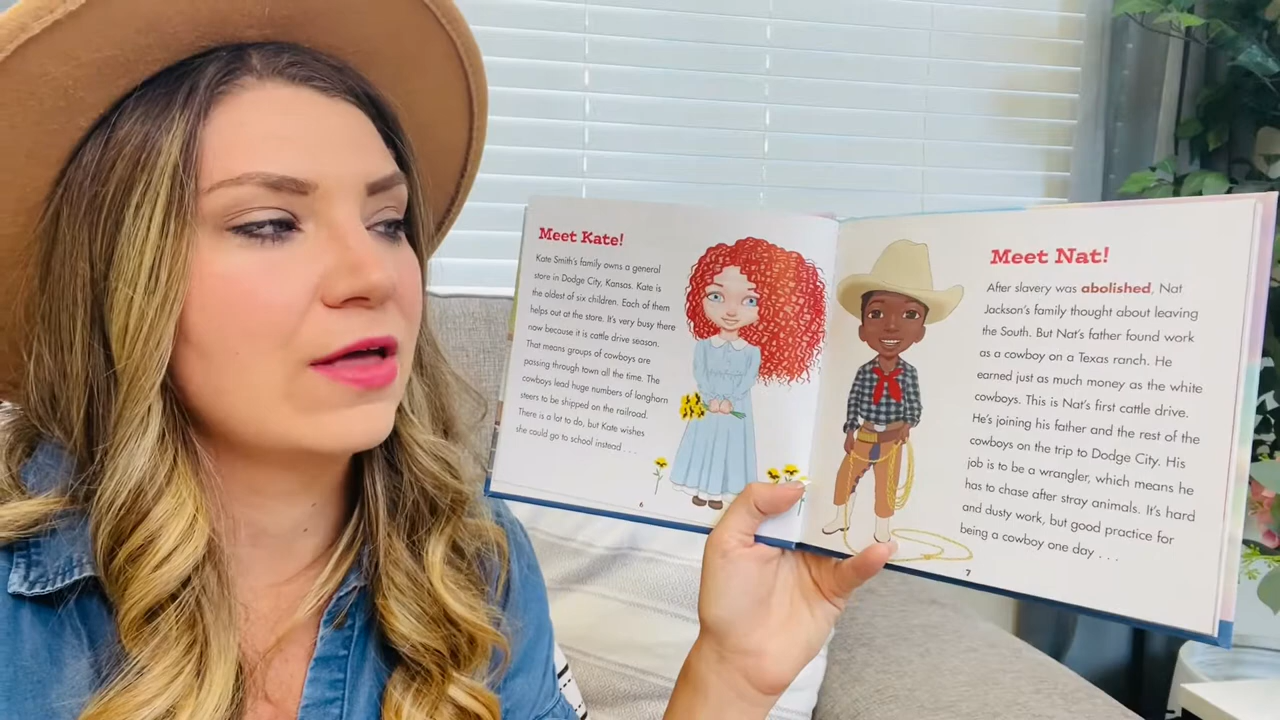 Meet Kate!
Kate Smith's family owns a general
store in Dodge City, Kansas. Kate is
the oldest of six children. Each of them
helps out at the store. It's very busy there
now because it is cattle drive season.
That means groups of cowboys are
passing through town all the time. The
cowboys lead huge numbers of longhorn
steers to be shipped on the railroad.
There is a lot to do, but Kate wishes
she could go to school instead . . .
6
Meet Nat!
After slavery was abolished, Nat
Jackson's family thought about leaving
the South. But Nat's father found work
as a cowboy on a Texas ranch. He
earned just as much money as the white
cowboys. This is Nat's first cattle drive.
He's joining his father and the rest of the
cowboys on the trip to Dodge City. His
job is to be a wrangler, which means he
has to chase after stray animals. It's hard
and dusty work, but good practice for
being a cowboy one day . . .
7